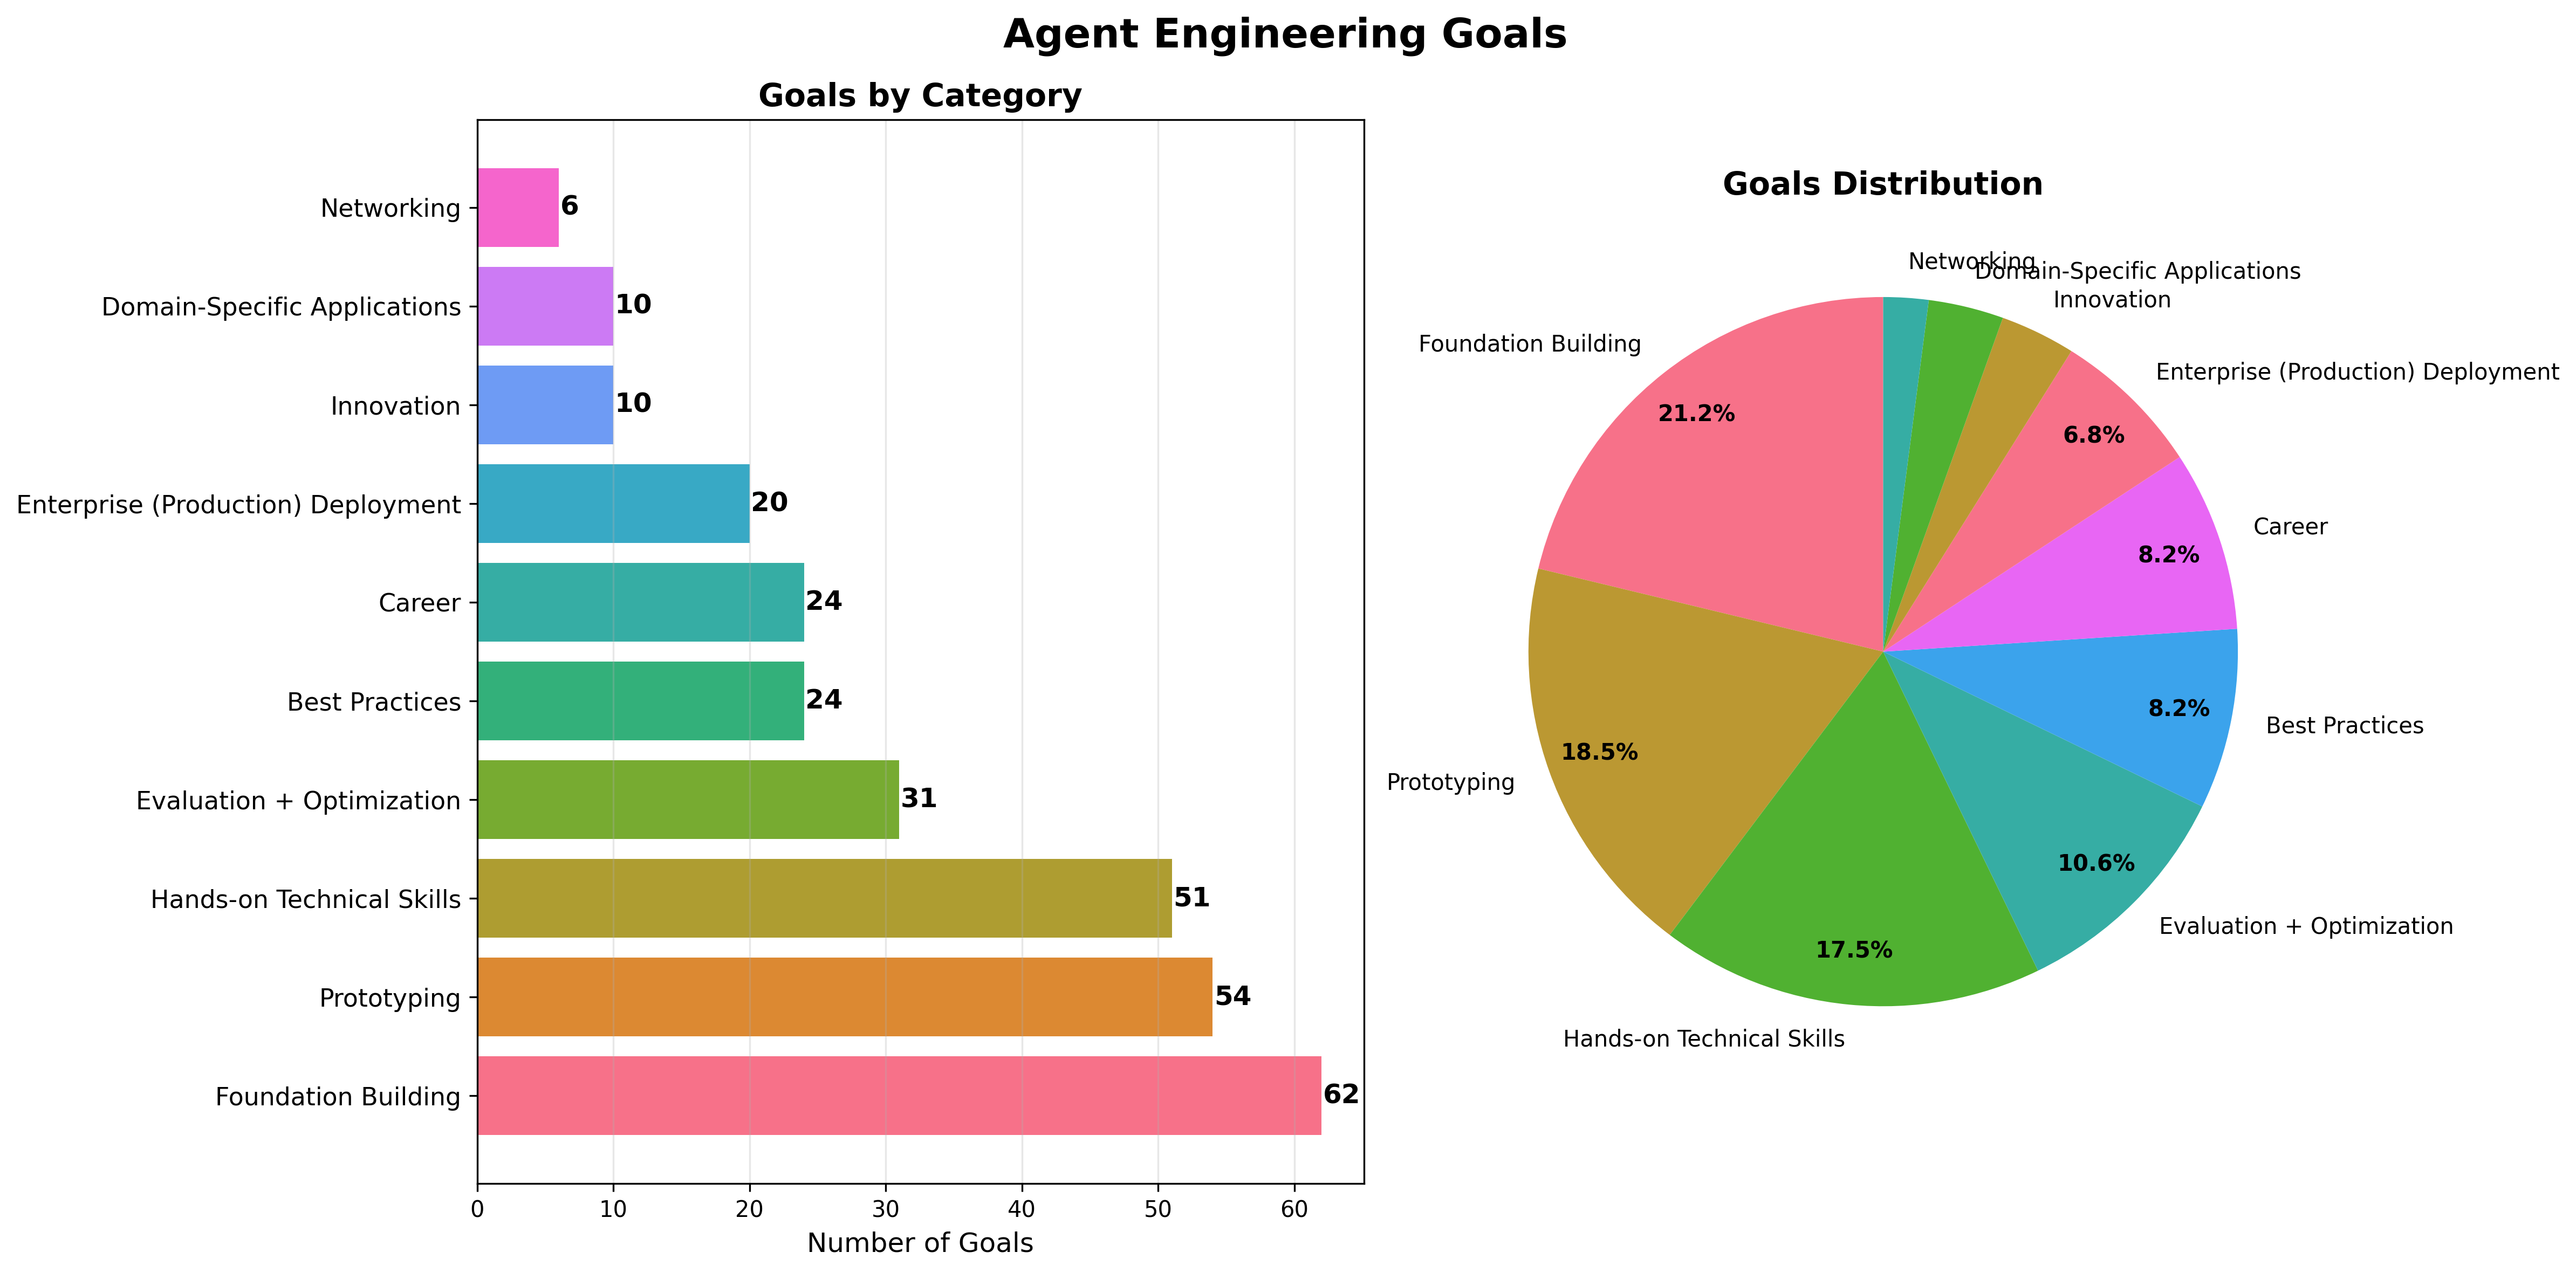 Agent Engineering Goals
Goals by Category
Networking
6
Domain-Specific Applications
10
Innovation
10
Enterprise (Production) Deployment
20
Career
24
Best Practices
24
Evaluation + Optimization
31
Hands-on Technical Skills
51
Prototyping
54
Foundation Building
62
0 10 20 30 40 50 60
Number of Goals
Goals Distribution
Networking
Domain-Specific Applications
Innovation
Foundation Building
Enterprise (Production) Deployment
21.2%
6.8%
Career
8.2%
8.2%
Best Practices
18.5%
Prototyping
10.6%
Evaluation + Optimization
17.5%
Hands-on Technical Skills